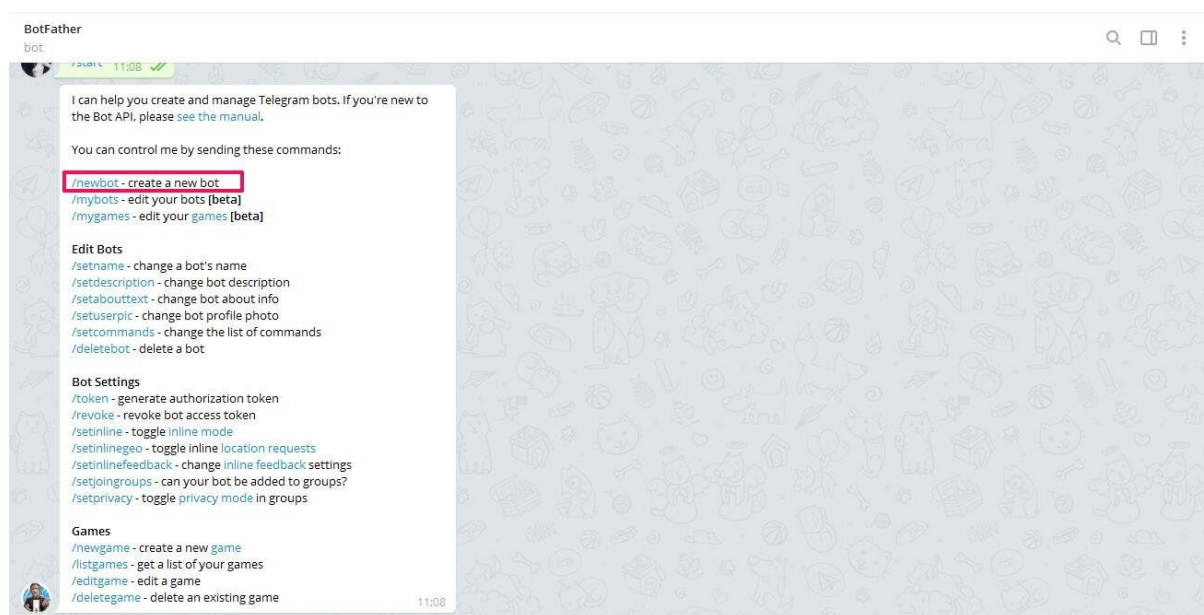 BotFather
bot
/start 11:08
I can help you create and manage Telegram bots. If you're new to
the Bot API, please see the manual.
You can control me by sending these commands:
/newbot - create a new bot
/mybots - edit your bots [beta]
/mygames - edit your games [beta]
Edit Bots
/setname - change a bot's name
/setdescription - change bot description
/setabouttext - change bot about info
/setuserpic - change bot profile photo
/setcommands - change the list of commands
/deletebot - delete a bot
Bot Settings
/token - generate authorization token
/revoke - revoke bot access token
/setinline - toggle inline mode
/setinlinegeo - toggle inline location requests
/setinlinefeedback - change inline feedback settings
/setjoingroups - can your bot be added to groups?
/setprivacy - toggle privacy mode in groups
Games
/newgame - create a new game
/listgames - get a list of your games
/editgame - edit a game
/deletegame - delete an existing game
11:08